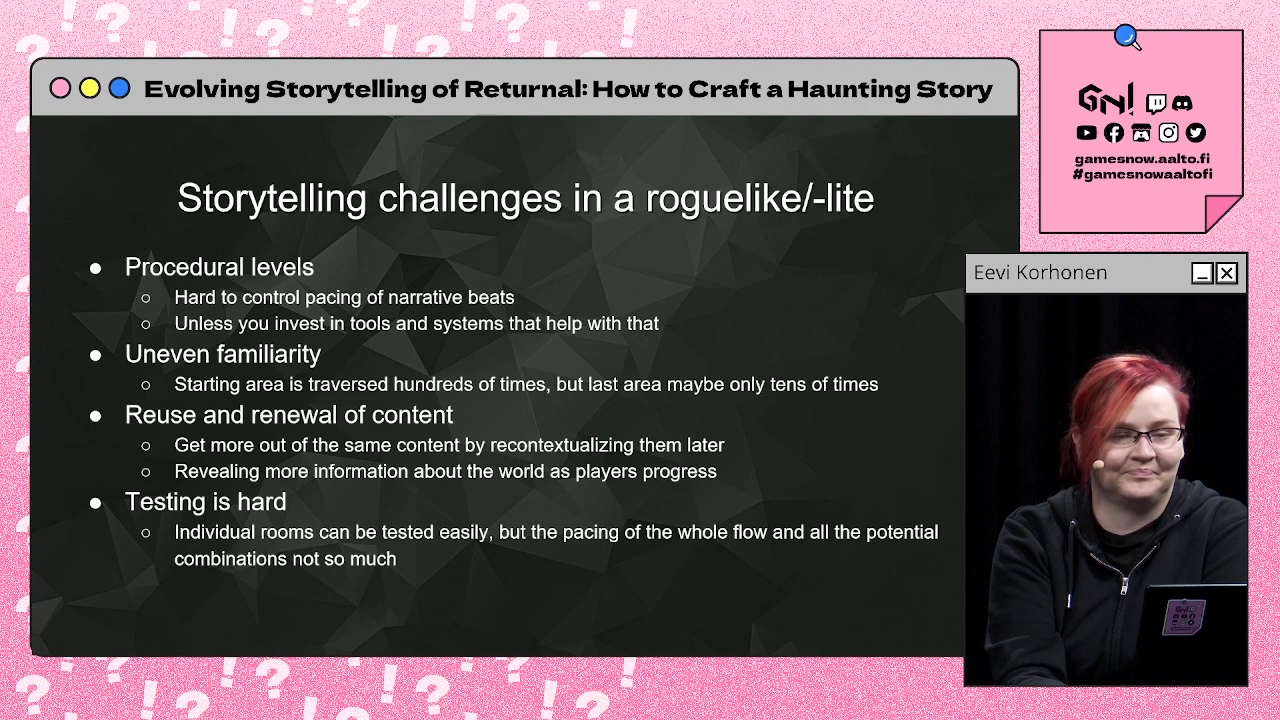 Evolving Storytelling of Returnal: How to Craft a Haunting Story
GN!
gamesnow.aalto.fi
#gamesnowaaltofi
Storytelling challenges in a roguelike/-lite
● Procedural levels
○ Hard to control pacing of narrative beats
○ Unless you invest in tools and systems that help with that
● Uneven familiarity
○ Starting area is traversed hundreds of times, but last area maybe only tens of times
● Reuse and renewal of content
○ Get more out of the same content by recontextualizing them later
○ Revealing more information about the world as players progress
● Testing is hard
○ Individual rooms can be tested easily, but the pacing of the whole flow and all the potential
combinations not so much
Eevi Korhonen
GN!